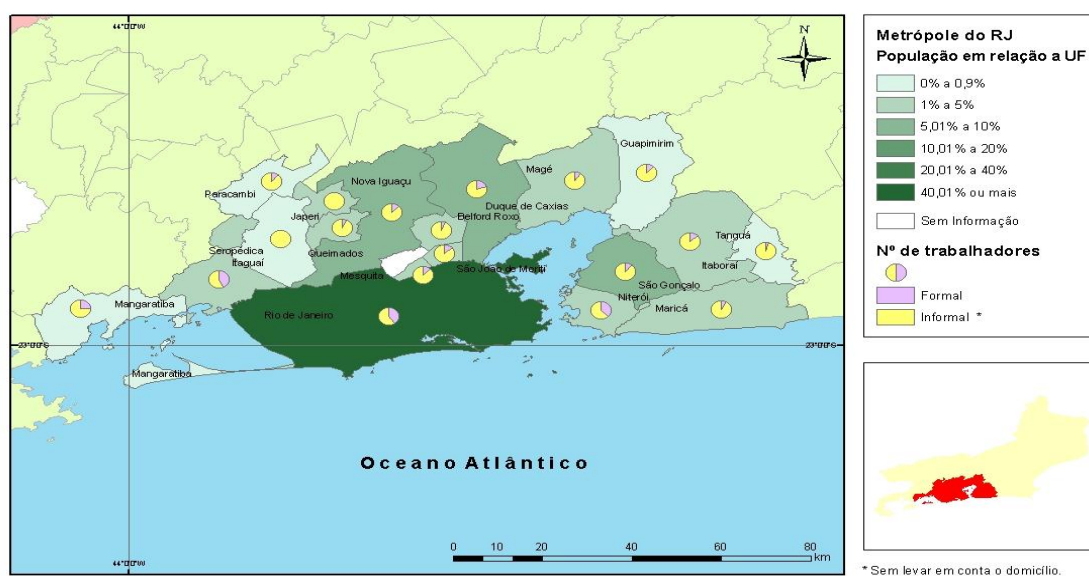 44°00'W
N
Guapimirim
Magé
Nova Iguaçu
Paracambi
Duque de Caxias
Japeri
Belford Roxo
Tanguá
Seropédica
Itaguaí
Queimados
Itaboraí
Mesquita
São João de Meriti
São Gonçalo
Mangaratiba
Niterói
Maricá
Rio de Janeiro
23°00'S
23°00'S
Mangaratiba
Oceano Atlântico
0 10 20 40 60 80
km
44°00'W
Metrópole do RJ
População em relação a UF
0% a 0,9%
1% a 5%
5,01% a 10%
10,01% a 20%
20,01% a 40%
40,01% ou mais
Sem Informação
Nº de trabalhadores
Formal
Informal *
* Sem levar em conta o domicílio.